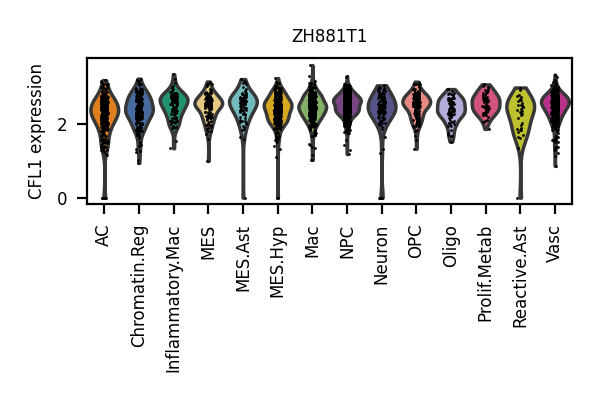 ZH881T1
CFL1 expression
2
0
AC
Chromatin.Reg
Inflammatory.Mac
MES
MES.Ast
MES.Hyp
Mac
NPC
Neuron
OPC
Oligo
Prolif.Metab
Reactive.Ast
Vasc